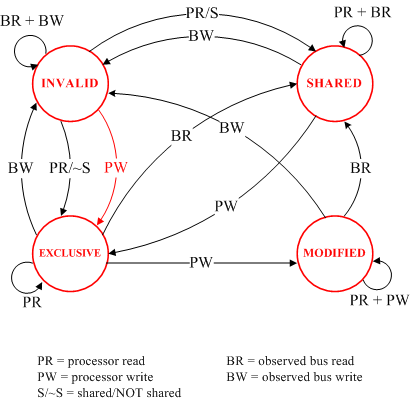 PR/S
PR + BR
BR + BW
BW
INVALID
SHARED
BR
BW
BW
PR/~S
PW
BR
PW
EXCLUSIVE
PW
MODIFIED
PR
PR + PW
PR = processor read
BR = observed bus read
PW = processor write
BW = observed bus write
S/~S = shared/NOT shared